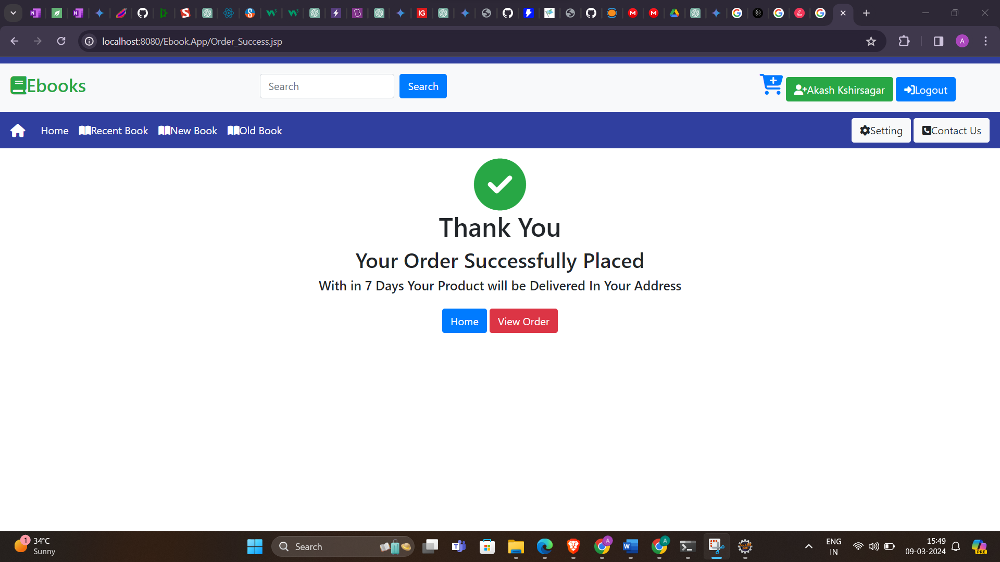 localhost:8080/Ebook.App/Order_Success.jsp
A
Ebooks
Search
Search
Akash Kshirsagar
Logout
Home
Recent Book
New Book
Old Book
Setting
Contact Us
Thank You
Your Order Successfully Placed
With in 7 Days Your Product will be Delivered In Your Address
Home
View Order
1
34°C
Sunny
Search
ENG
IN
15:49
09-03-2024
PRE